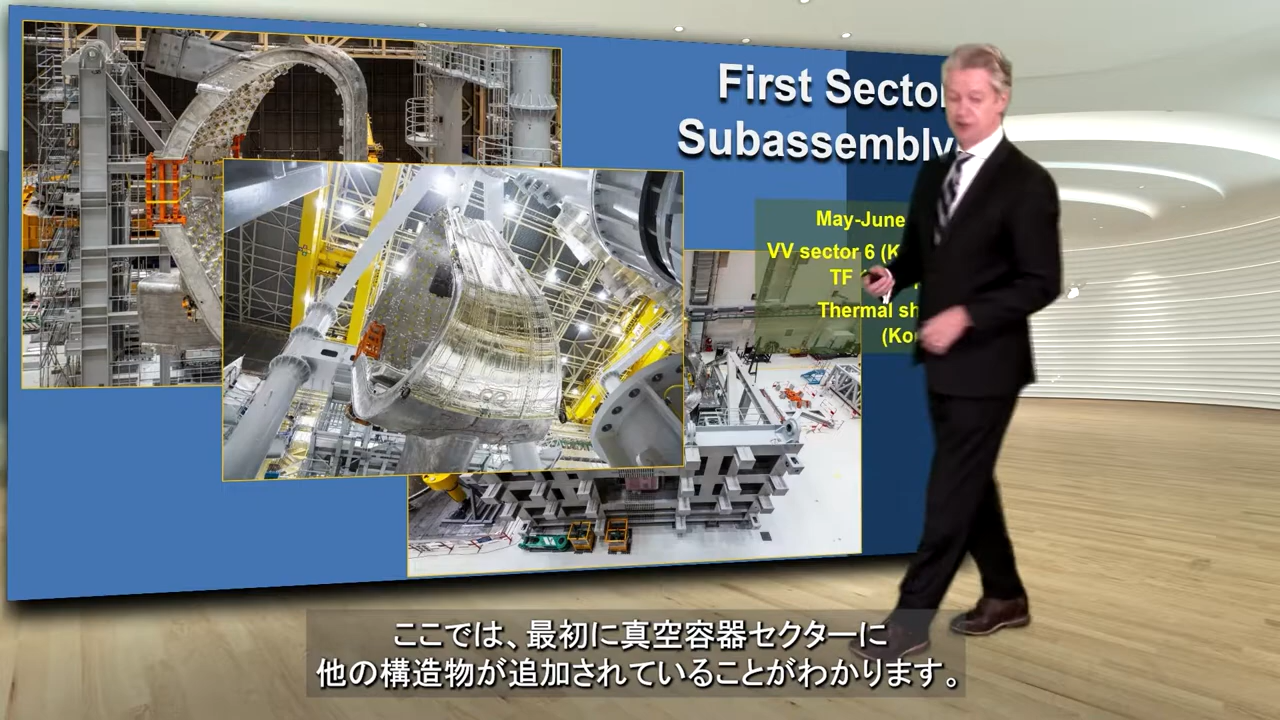 First Secto
Subassembly
May-June
VV sector 6 (K
TF
Thermal sh
(Ko
ここでは、最初に真空容器セクターに
他の構造物が追加されていることがわかります。